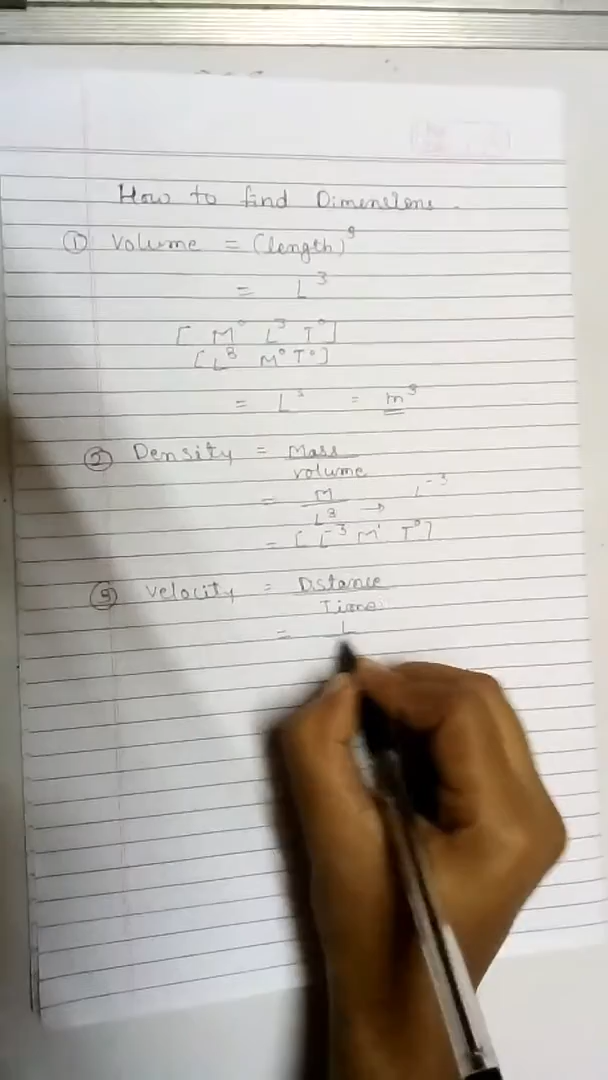 How to find Dimensions.
① Volume = (length)³
= L³
[ M⁰ L³ T⁰ ]
[ L³ M⁰ T⁰ ]
= L³ = m³
② Density = Mass
volume
= M
L³ → L⁻³
= [ L⁻³ M¹ T⁰ ]
③ Velocity = Distance
Time
= L